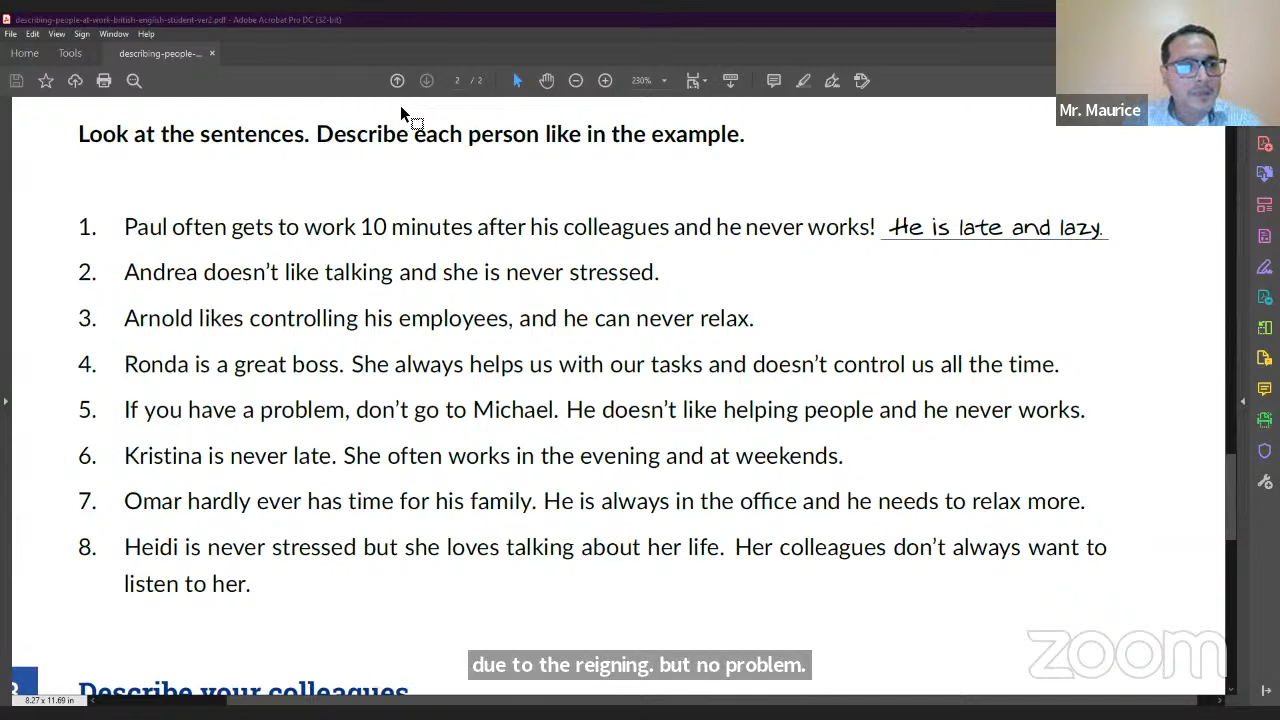 describing-people-at-work-british-english-student-ver2.pdf - Adobe Acrobat Pro DC (32-bit)
File Edit View Sign Window Help
Home Tools describing-people-... ×
2 / 2 230%
Mr. Maurice
Look at the sentences. Describe each person like in the example.
1. Paul often gets to work 10 minutes after his colleagues and he never works! He is late and lazy.
2. Andrea doesn't like talking and she is never stressed.
3. Arnold likes controlling his employees, and he can never relax.
4. Ronda is a great boss. She always helps us with our tasks and doesn't control us all the time.
5. If you have a problem, don't go to Michael. He doesn't like helping people and he never works.
6. Kristina is never late. She often works in the evening and at weekends.
7. Omar hardly ever has time for his family. He is always in the office and he needs to relax more.
8. Heidi is never stressed but she loves talking about her life. Her colleagues don't always want to
listen to her.
zoom
due to the reigning. but no problem.
Describe your colleagues
8.27 x 11.69 in